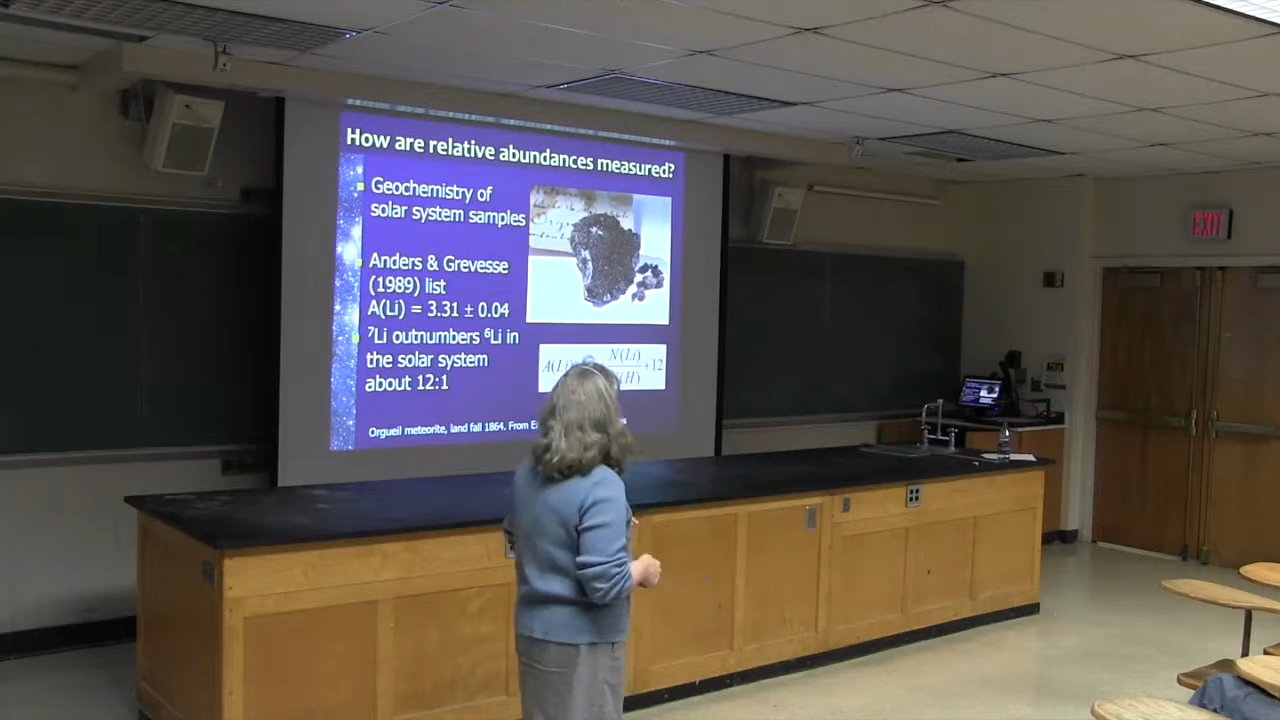 How are relative abundances measured?
Geochemistry of
solar system samples
Anders & Grevesse
(1989) list
A(Li) = 3.31 ± 0.04
⁷Li outnumbers ⁶Li in
the solar system
about 12:1
N(Li)
A(Li) +12
Orgueil meteorite, land fall 1864. From
EXIT